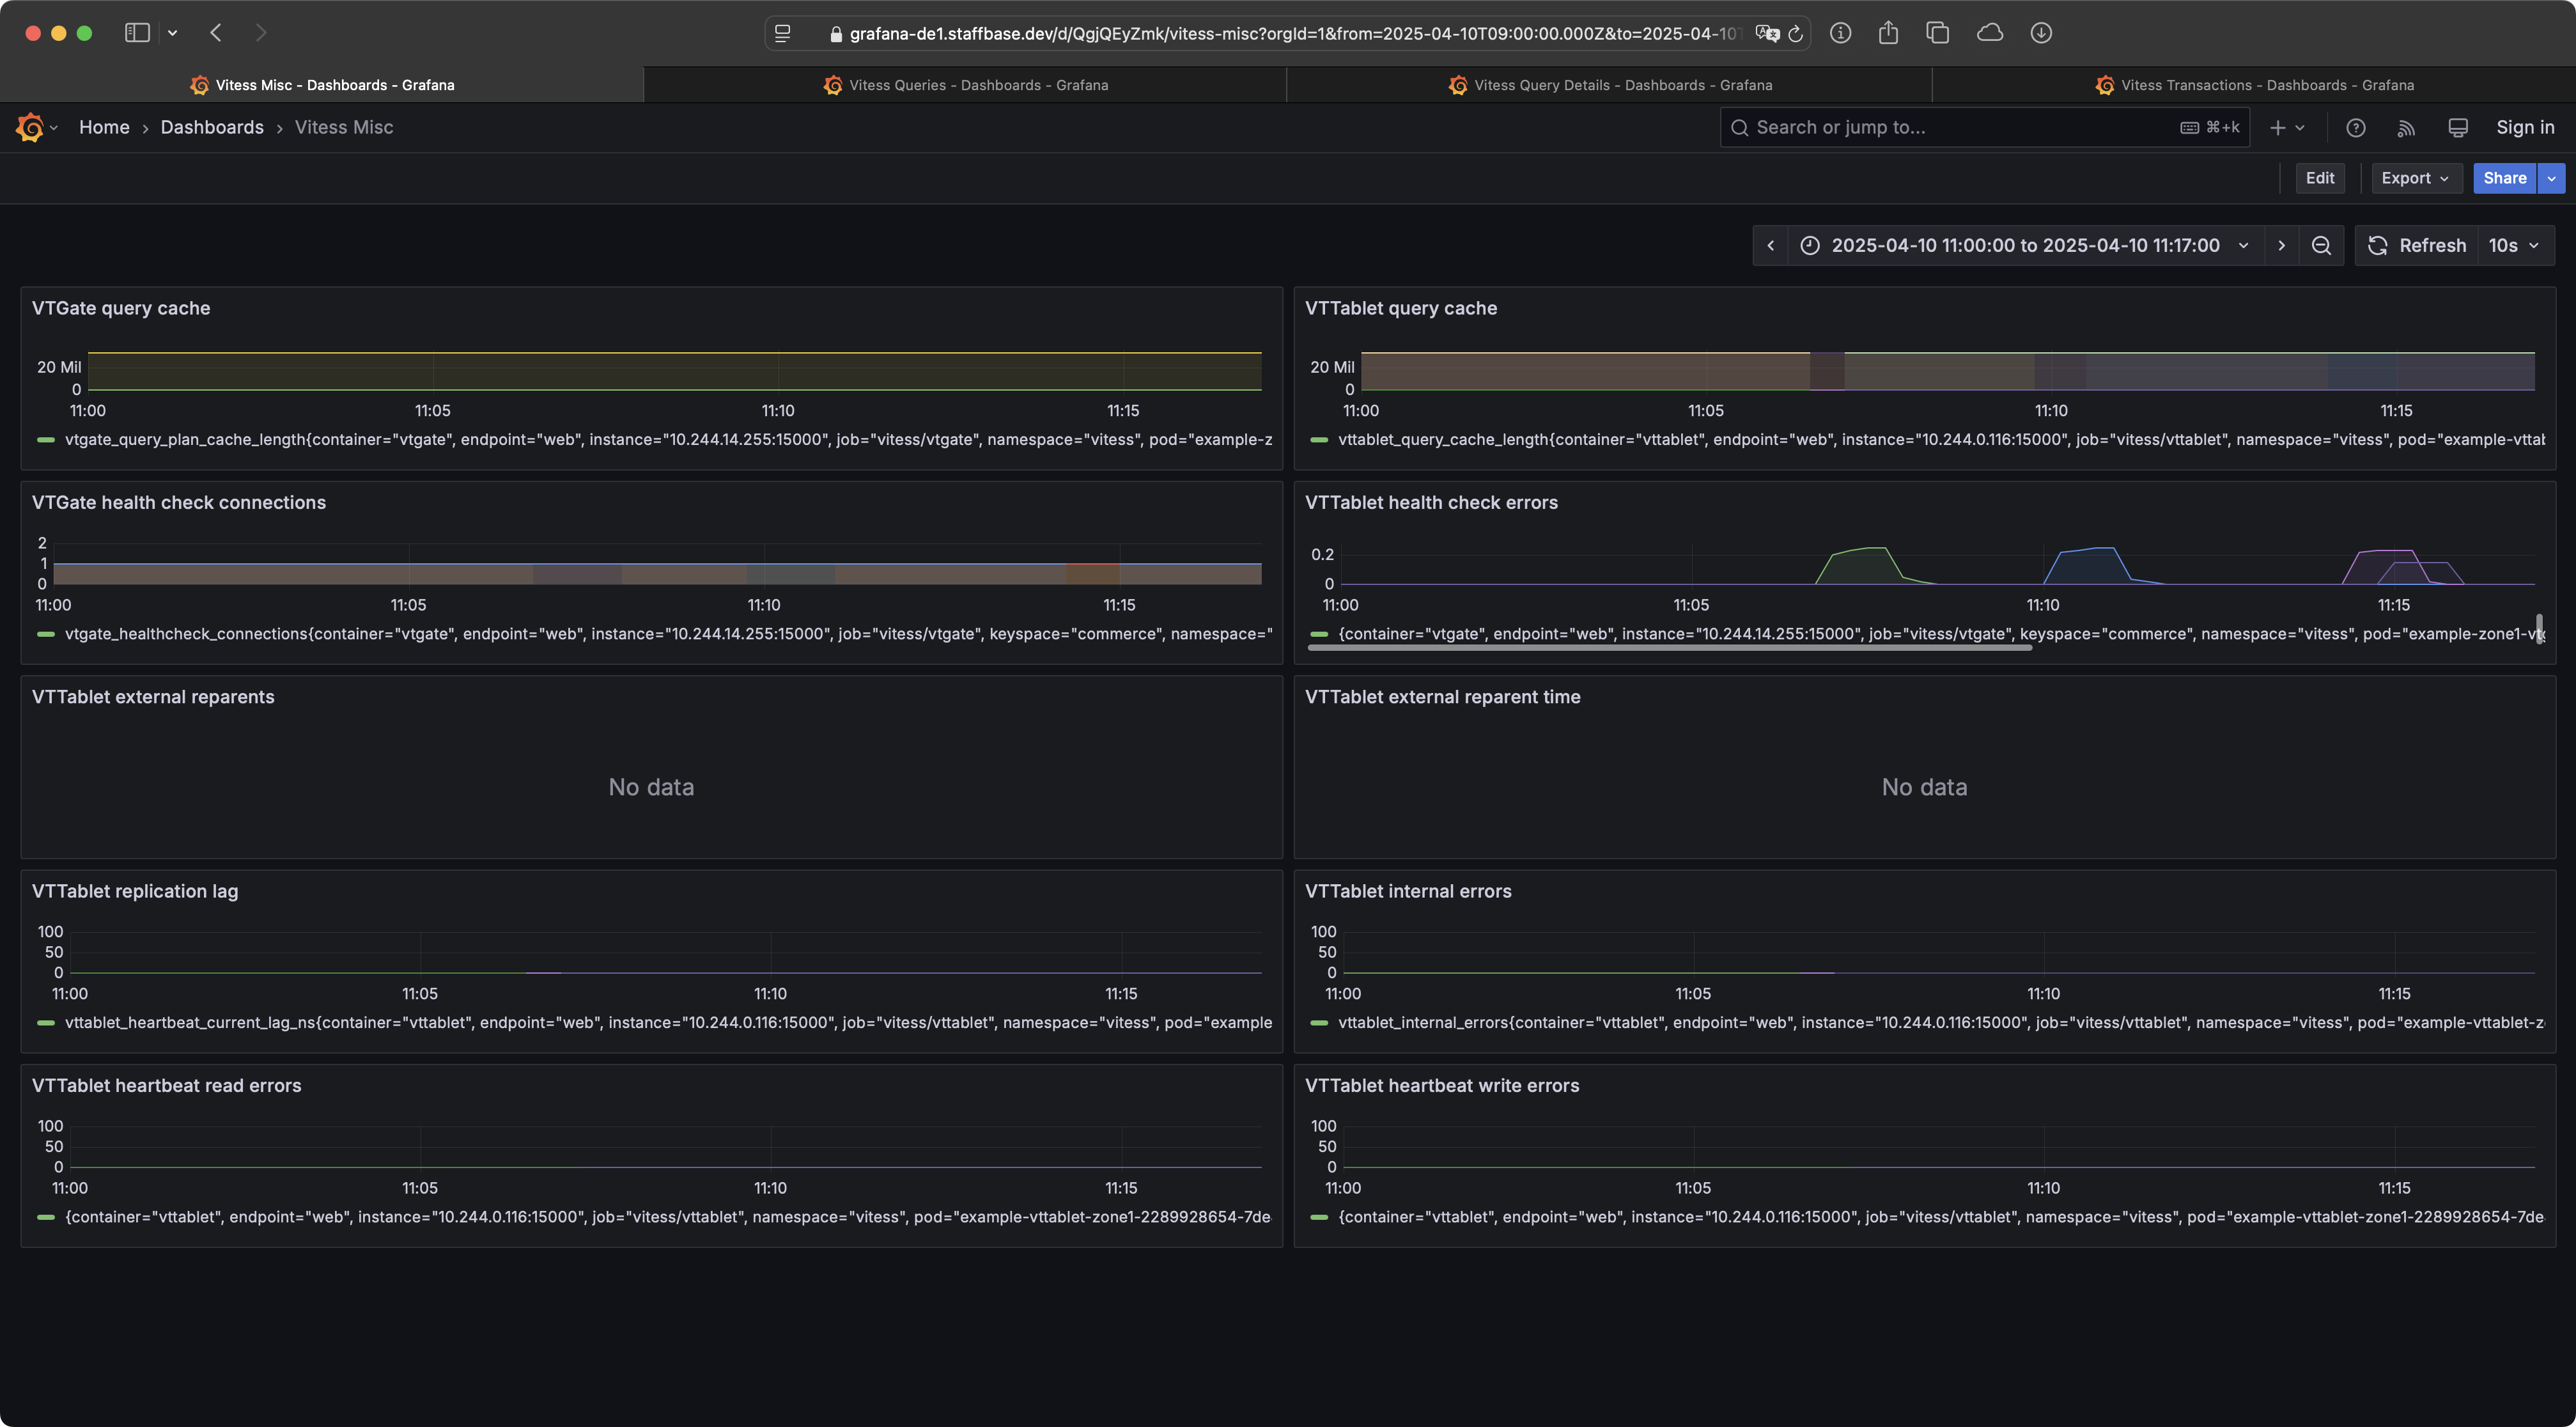 grafana-de1.staffbase.dev/d/QgjQEyZmk/vitess-misc?orgId=1&from=2025-04-10T09:00:00.000Z&to=2025-04-10T
Vitess Misc - Dashboards - Grafana
Vitess Queries - Dashboards - Grafana
Vitess Query Details - Dashboards - Grafana
Vitess Transactions - Dashboards - Grafana
Home › Dashboards › Vitess Misc
Search or jump to...
⌘+k
Sign in
Edit
Export
Share
2025-04-10 11:00:00 to 2025-04-10 11:17:00
Refresh
10s
VTGate query cache
20 Mil
0
11:00 11:05 11:10 11:15
vtgate_query_plan_cache_length{container="vtgate", endpoint="web", instance="10.244.14.255:15000", job="vitess/vtgate", namespace="vitess", pod="example-z
VTTablet query cache
20 Mil
0
11:00 11:05 11:10 11:15
vttablet_query_cache_length{container="vttablet", endpoint="web", instance="10.244.0.116:15000", job="vitess/vttablet", namespace="vitess", pod="example-vttab
VTGate health check connections
2
1
0
11:00 11:05 11:10 11:15
vtgate_healthcheck_connections{container="vtgate", endpoint="web", instance="10.244.14.255:15000", job="vitess/vtgate", keyspace="commerce", namespace="
VTTablet health check errors
0.2
0
11:00 11:05 11:10 11:15
{container="vtgate", endpoint="web", instance="10.244.14.255:15000", job="vitess/vtgate", keyspace="commerce", namespace="vitess", pod="example-zone1-vtg
VTTablet external reparents
No data
VTTablet external reparent time
No data
VTTablet replication lag
100
50
0
11:00 11:05 11:10 11:15
vttablet_heartbeat_current_lag_ns{container="vttablet", endpoint="web", instance="10.244.0.116:15000", job="vitess/vttablet", namespace="vitess", pod="example
VTTablet internal errors
100
50
0
11:00 11:05 11:10 11:15
vttablet_internal_errors{container="vttablet", endpoint="web", instance="10.244.0.116:15000", job="vitess/vttablet", namespace="vitess", pod="example-vttablet-z
VTTablet heartbeat read errors
100
50
0
11:00 11:05 11:10 11:15
{container="vttablet", endpoint="web", instance="10.244.0.116:15000", job="vitess/vttablet", namespace="vitess", pod="example-vttablet-zone1-2289928654-7de
VTTablet heartbeat write errors
100
50
0
11:00 11:05 11:10 11:15
{container="vttablet", endpoint="web", instance="10.244.0.116:15000", job="vitess/vttablet", namespace="vitess", pod="example-vttablet-zone1-2289928654-7de